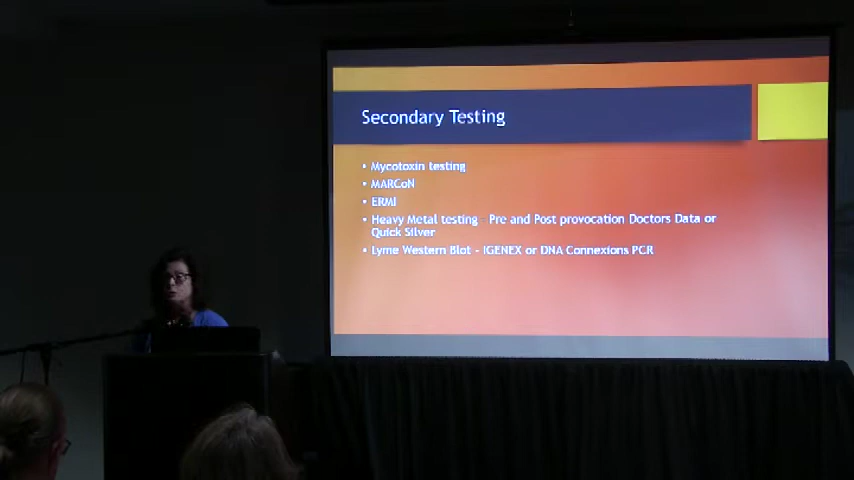 Secondary Testing
• Mycotoxin testing
• MARCoN
• ERMI
• Heavy Metal testing – Pre and Post provocation Doctors Data or
Quick Silver
• Lyme Western Blot – IGENEX or DNA Connexions PCR